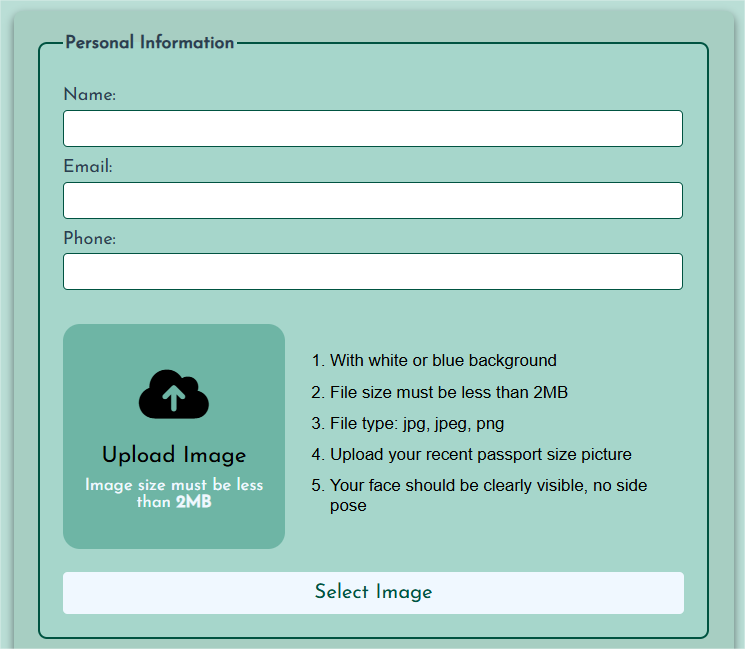 Personal Information
Name:
Email:
Phone:
Upload Image
Image size must be less
than 2MB
1. With white or blue background
2. File size must be less than 2MB
3. File type: jpg, jpeg, png
4. Upload your recent passport size picture
5. Your face should be clearly visible, no side
pose
Select Image